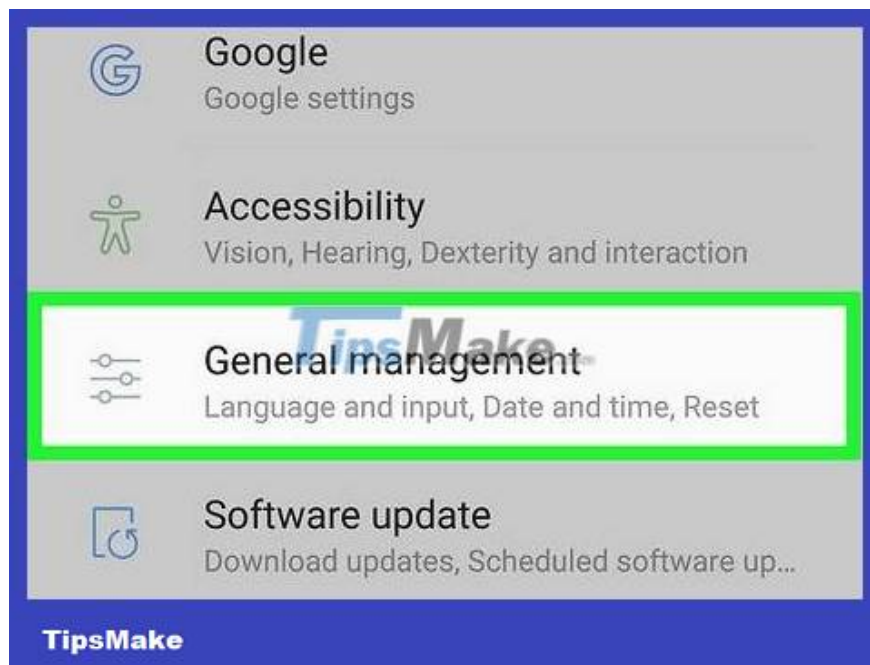 Google
Google settings
Accessibility
Vision, Hearing, Dexterity and interaction
TipsMake
General management
Language and input, Date and time, Reset
Software update
Download updates, Scheduled software up...
TipsMake